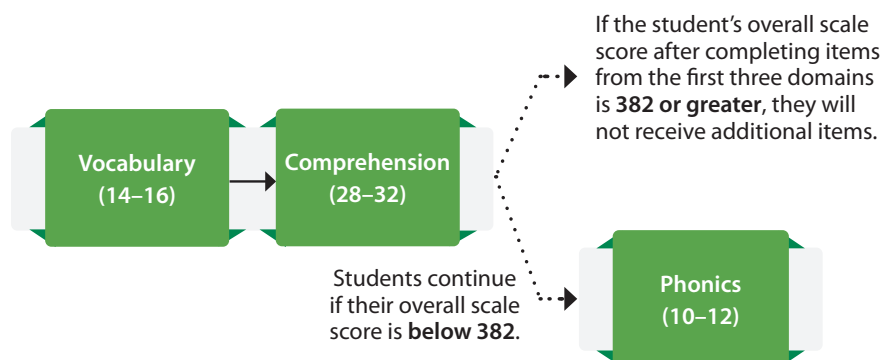 If the student's overall scale
score after completing items
from the first three domains
is 382 or greater, they will
not receive additional items.
Vocabulary
(14–16)
Comprehension
(28–32)
Students continue
if their overall scale
score is below 382.
Phonics
(10–12)